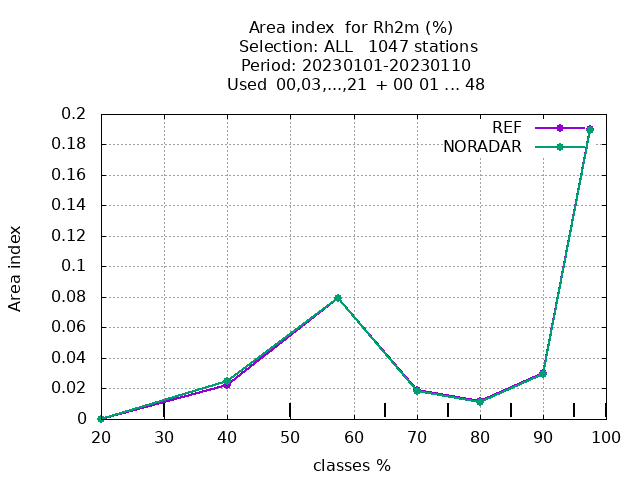 Area index  for Rh2m (%)
Selection: ALL   1047 stations
Period: 20230101-20230110
Used  00,03,...,21  + 00 01 ... 48
REF
NORADAR
0.2
0.18
0.16
0.14
0.12
0.1
0.08
0.06
0.04
0.02
0
Area index
20 30 40 50 60 70 80 90 100
classes %